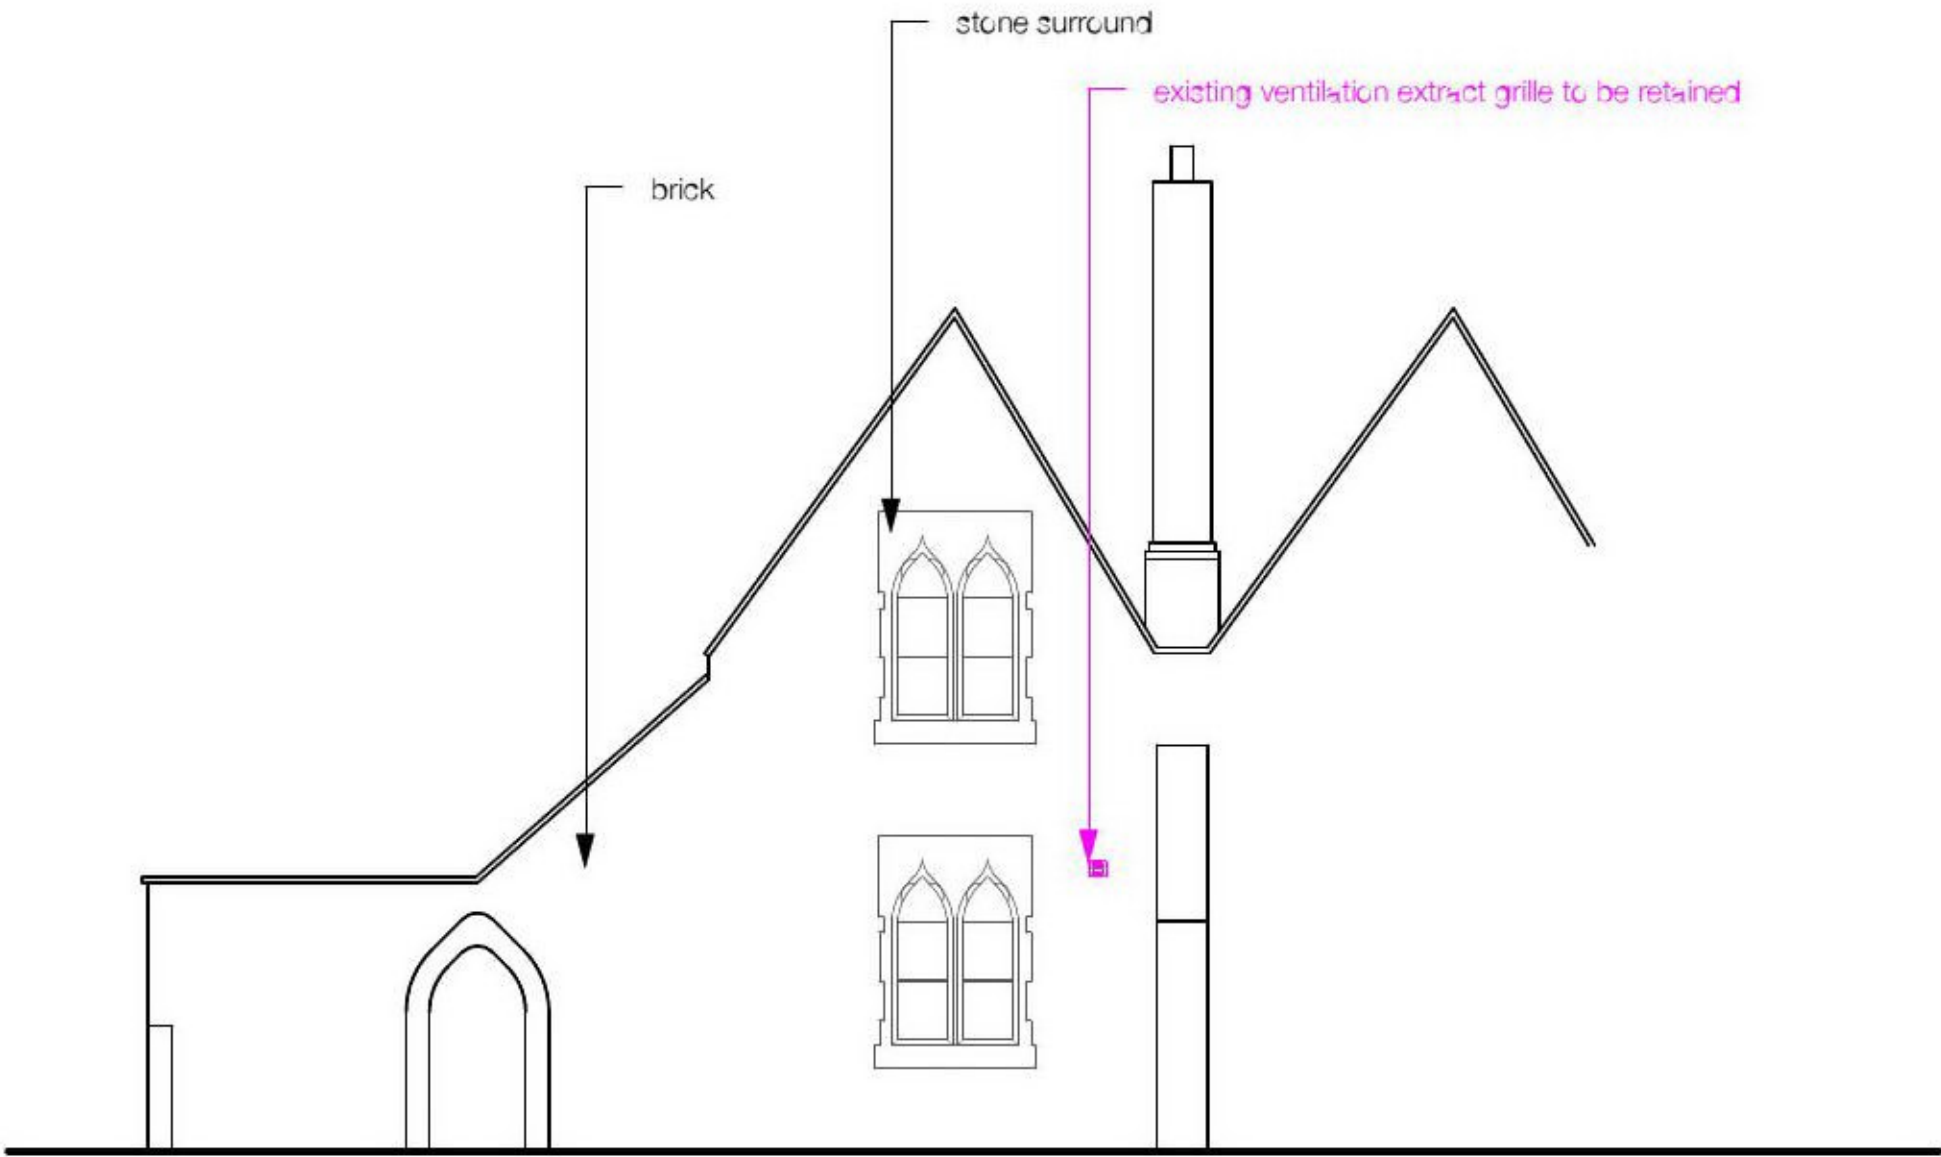 stone surround
existing ventilation extract grille to be retained
brick